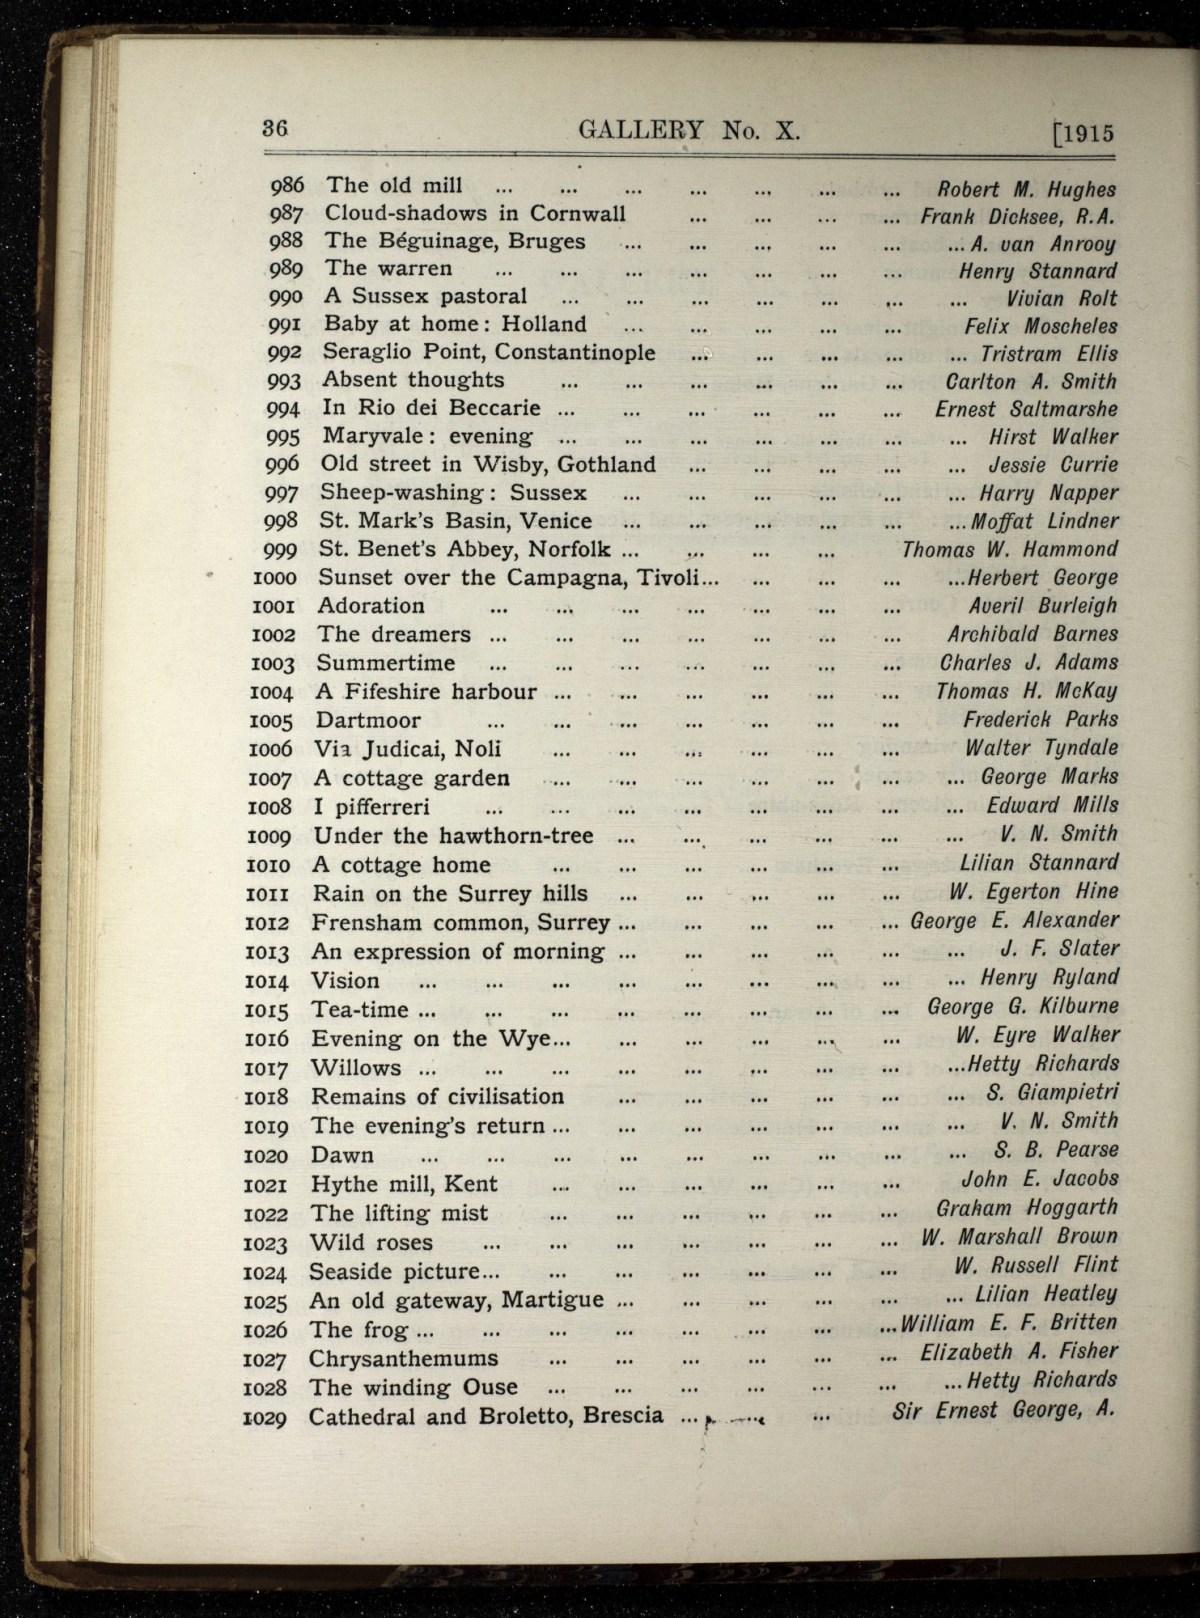 36 GALLERY No. X. [1915
986 The old mill ... ... ... ... ... ... ... Robert M. Hughes
987 Cloud-shadows in Cornwall ... ... ... ... Frank Dicksee, R.A.
988 The Béguinage, Bruges ... ... ... ... ... ... A. van Anrooy
989 The warren ... ... ... ... ... ... ... Henry Stannard
990 A Sussex pastoral ... ... ... ... ... ... ... Vivian Rolt
991 Baby at home: Holland ... ... ... ... ... Felix Moscheles
992 Seraglio Point, Constantinople ... ... ... ... ... Tristram Ellis
993 Absent thoughts ... ... ... ... ... ... Carlton A. Smith
994 In Rio dei Beccarie ... ... ... ... ... ... Ernest Saltmarshe
995 Maryvale: evening ... ... ... ... ... ... ... Hirst Walker
996 Old street in Wisby, Gothland ... ... ... ... ... Jessie Currie
997 Sheep-washing: Sussex ... ... ... ... ... ... Harry Napper
998 St. Mark's Basin, Venice ... ... ... ... ... ... Moffat Lindner
999 St. Benet's Abbey, Norfolk ... ... ... ... Thomas W. Hammond
1000 Sunset over the Campagna, Tivoli... ... ... ... ... Herbert George
1001 Adoration ... ... ... ... ... ... ... Averil Burleigh
1002 The dreamers ... ... ... ... ... ... ... Archibald Barnes
1003 Summertime ... ... ... ... ... ... ... Charles J. Adams
1004 A Fifeshire harbour ... ... ... ... ... ... Thomas H. McKay
1005 Dartmoor ... ... ... ... ... ... ... Frederick Parks
1006 Via Judicai, Noli ... ... ... ... ... ... Walter Tyndale
1007 A cottage garden ... ... ... ... ... ... ... George Marks
1008 I pifferreri ... ... ... ... ... ... ... ... Edward Mills
1009 Under the hawthorn-tree ... ... ... ... ... ... V. N. Smith
1010 A cottage home ... ... ... ... ... ... Lilian Stannard
1011 Rain on the Surrey hills ... ... ... ... ... W. Egerton Hine
1012 Frensham common, Surrey ... ... ... ... ... George E. Alexander
1013 An expression of morning ... ... ... ... ... ... J. F. Slater
1014 Vision ... ... ... ... ... ... ... ... ... Henry Ryland
1015 Tea-time ... ... ... ... ... ... ... ... George G. Kilburne
1016 Evening on the Wye... ... ... ... ... ... W. Eyre Walker
1017 Willows ... ... ... ... ... ... ... ... ... Hetty Richards
1018 Remains of civilisation ... ... ... ... ... ... S. Giampietri
1019 The evening's return ... ... ... ... ... ... ... V. N. Smith
1020 Dawn ... ... ... ... ... ... ... ... ... S. B. Pearse
1021 Hythe mill, Kent ... ... ... ... ... ... John E. Jacobs
1022 The lifting mist ... ... ... ... ... ... Graham Hoggarth
1023 Wild roses ... ... ... ... ... ... ... W. Marshall Brown
1024 Seaside picture... ... ... ... ... ... ... W. Russell Flint
1025 An old gateway, Martigue ... ... ... ... ... ... Lilian Heatley
1026 The frog ... ... ... ... ... ... ... ... William E. F. Britten
1027 Chrysanthemums ... ... ... ... ... ... Elizabeth A. Fisher
1028 The winding Ouse ... ... ... ... ... ... ... Hetty Richards
1029 Cathedral and Broletto, Brescia ... ... ... Sir Ernest George, A.